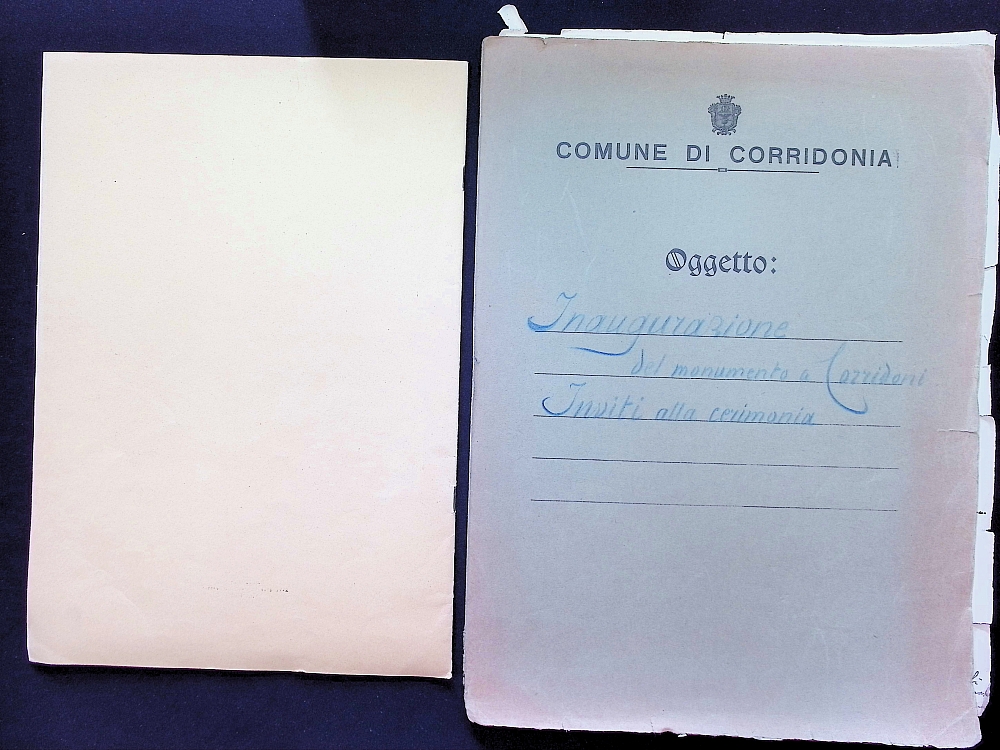 COMUNE DI CORRIDONIA
Oggetto:
Inaugurazione
del monumento a Corridoni
Inviti alla cerimonia